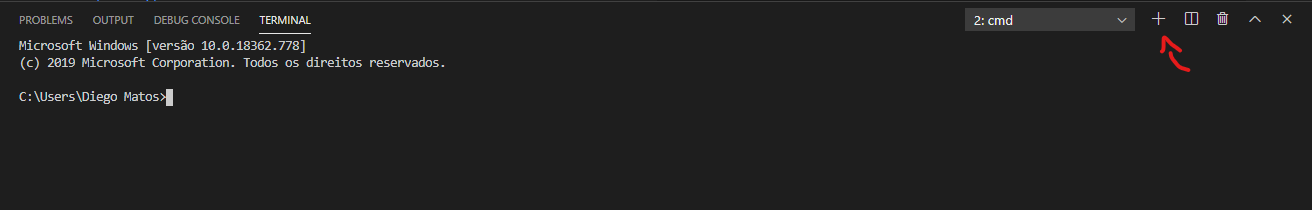 PROBLEMS OUTPUT DEBUG CONSOLE TERMINAL 2: cmd
Microsoft Windows [versão 10.0.18362.778]
(c) 2019 Microsoft Corporation. Todos os direitos reservados.
C:\Users\Diego Matos>